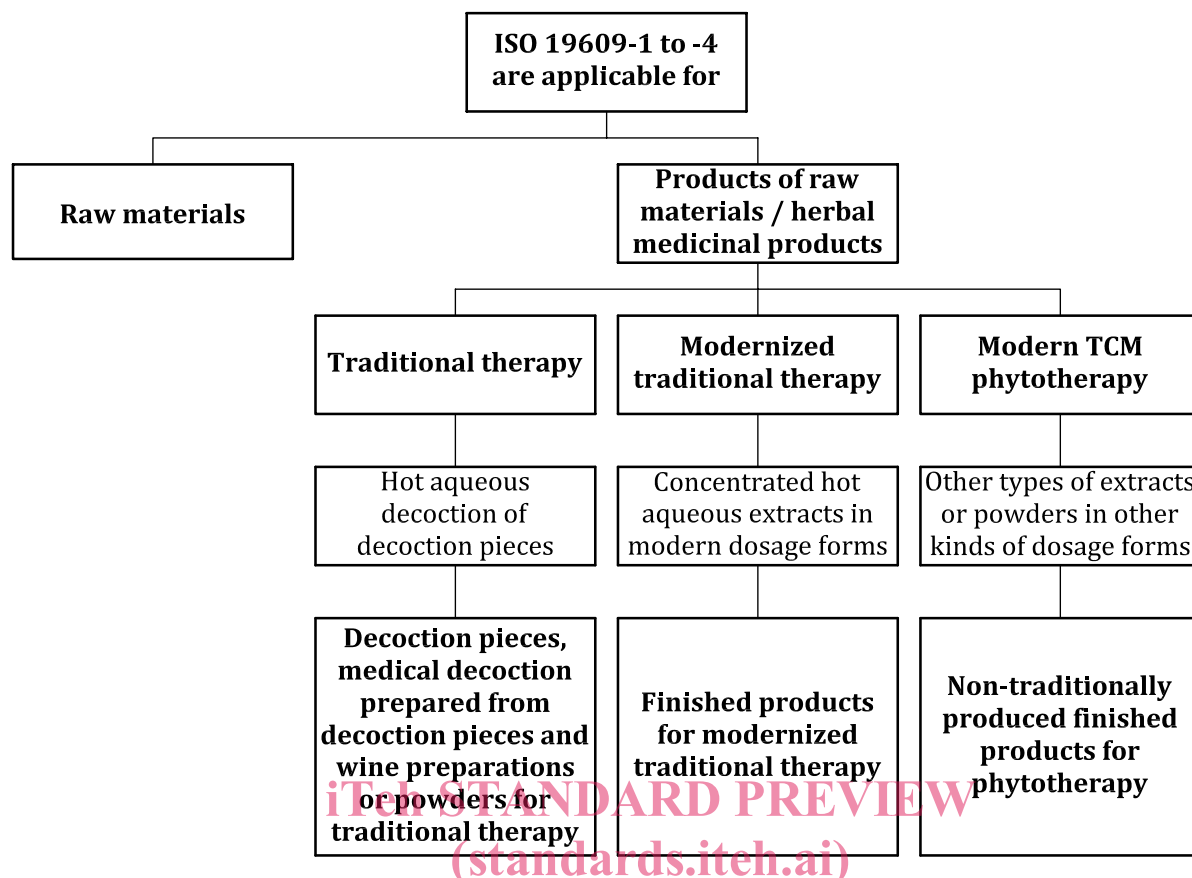 ISO 19609-1 to -4
are applicable for
Raw materials
Products of raw
materials / herbal
medicinal products
Traditional therapy
Modernized
traditional therapy
Modern TCM
phytotherapy
Hot aqueous
decoction of
decoction pieces
Concentrated hot
aqueous extracts in
modern dosage forms
Other types of extracts
or powders in other
kinds of dosage forms
Decoction pieces,
medical decoction
prepared from
decoction pieces and
wine preparations
or powders for
traditional therapy
Finished products
for modernized
traditional therapy
Non-traditionally
produced finished
products for
phytotherapy
iTeh STANDARD PREVIEW
(standards.iteh.ai)